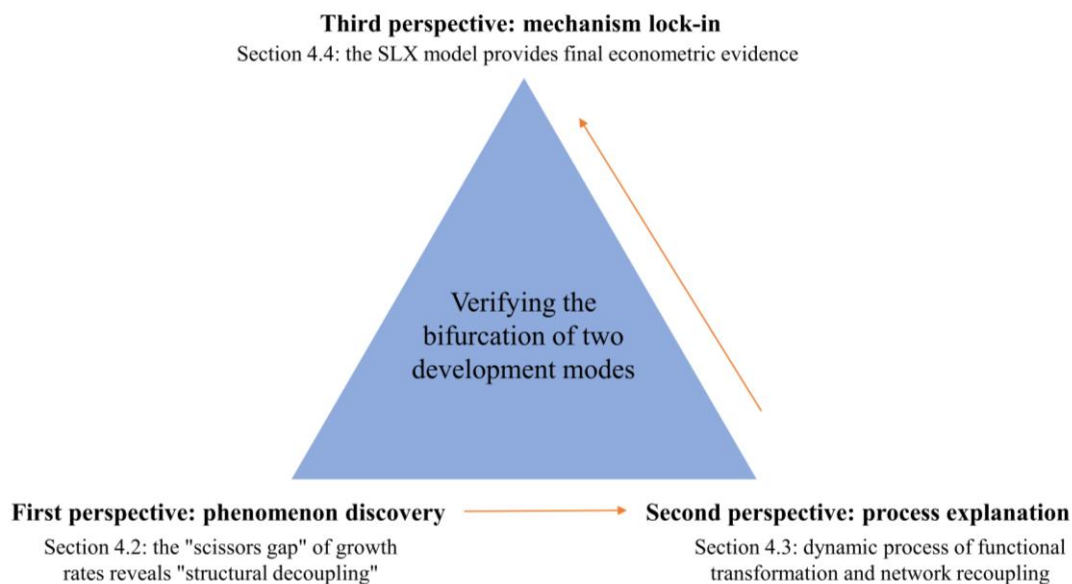 Third perspective: mechanism lock-in
Section 4.4: the SLX model provides final econometric evidence
Verifying the
bifurcation of two
development modes
First perspective: phenomenon discovery
Section 4.2: the "scissors gap" of growth
rates reveals "structural decoupling"
Second perspective: process explanation
Section 4.3: dynamic process of functional
transformation and network recoupling